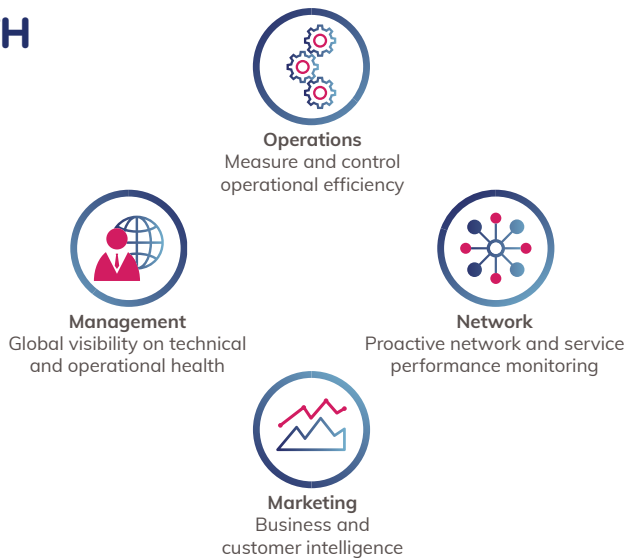 H
Operations
Measure and control
operational efficiency
Management
Global visibility on technical
and operational health
Network
Proactive network and service
performance monitoring
Marketing
Business and
customer intelligence